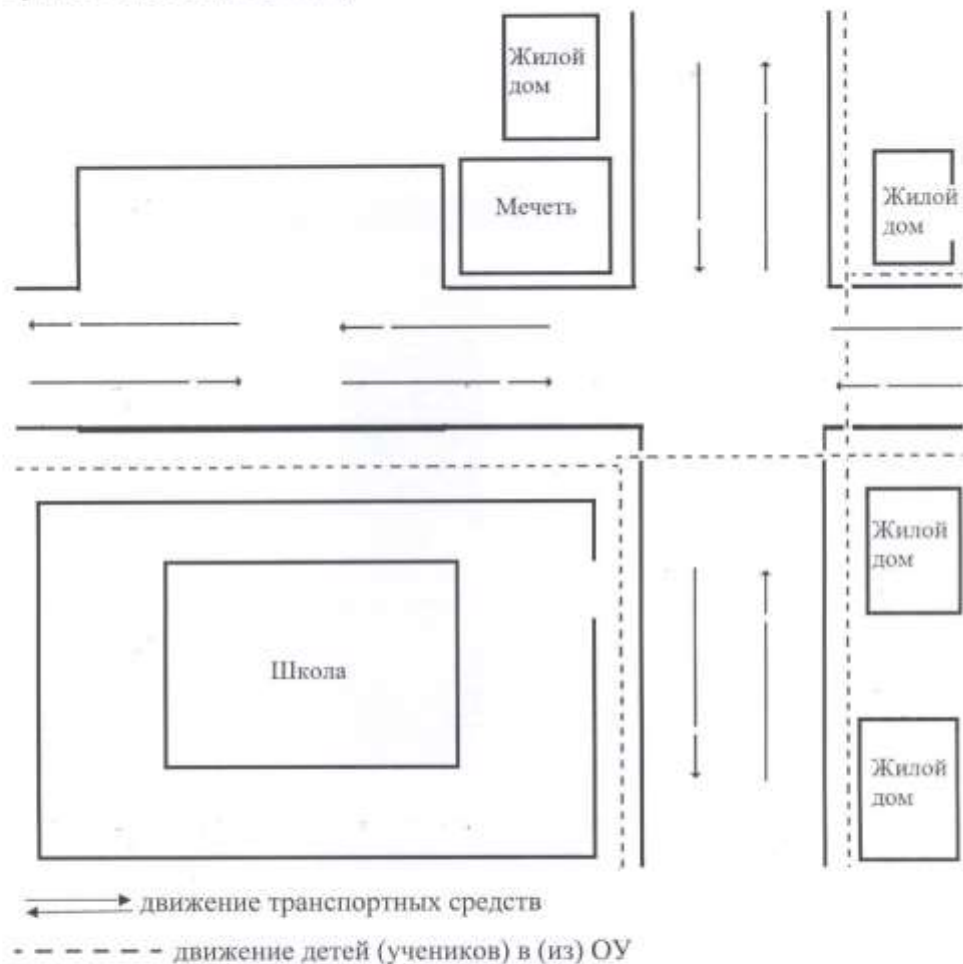 Жилой
дом
Мечеть
Жилой
дом
Жилой
дом
Школа
Жилой
дом
движение транспортных средств
движение детей (учеников) в (из) ОУ